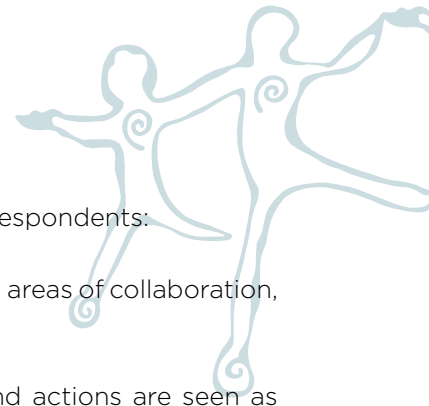 espondents:
areas of collaboration,
nd actions are seen as